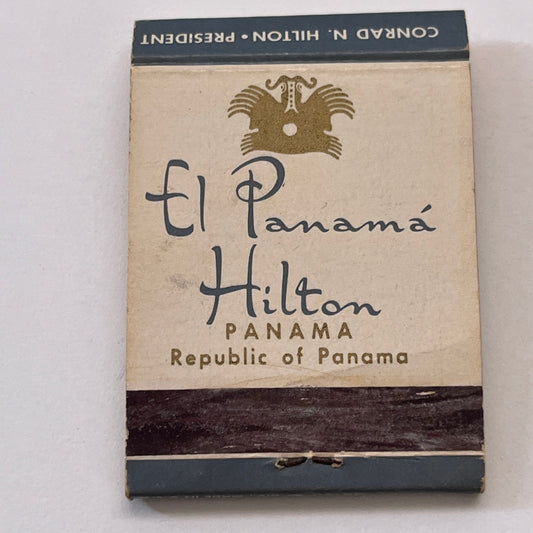 CONRAD N. HILTON • PRESIDENT
El Panamá
Hilton
PANAMA
Republic of Panama